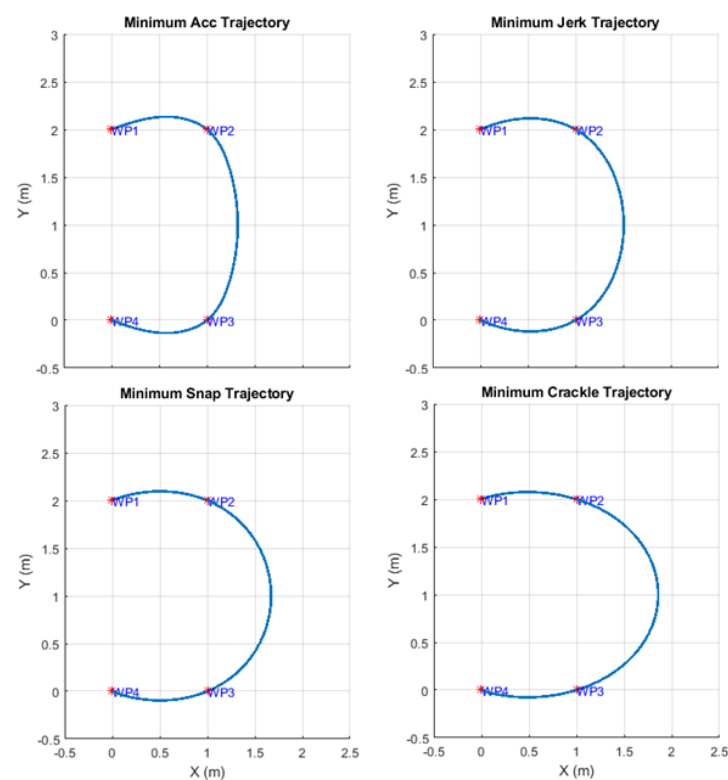 Minimum Acc Trajectory
3
2.5
2
1.5
1
0.5
0
-0.5
Y (m)
WP1
WP2
WP4
WP3
Minimum Jerk Trajectory
3
2.5
2
1.5
1
0.5
0
-0.5
Y (m)
WP1
WP2
WP4
WP3
Minimum Snap Trajectory
3
2.5
2
1.5
1
0.5
0
-0.5
Y (m)
WP1
WP2
WP4
WP3
-0.5 0 0.5 1 1.5 2 2.5
X (m)
Minimum Crackle Trajectory
3
2.5
2
1.5
1
0.5
0
-0.5
Y (m)
WP1
WP2
WP4
WP3
-0.5 0 0.5 1 1.5 2 2.5
X (m)